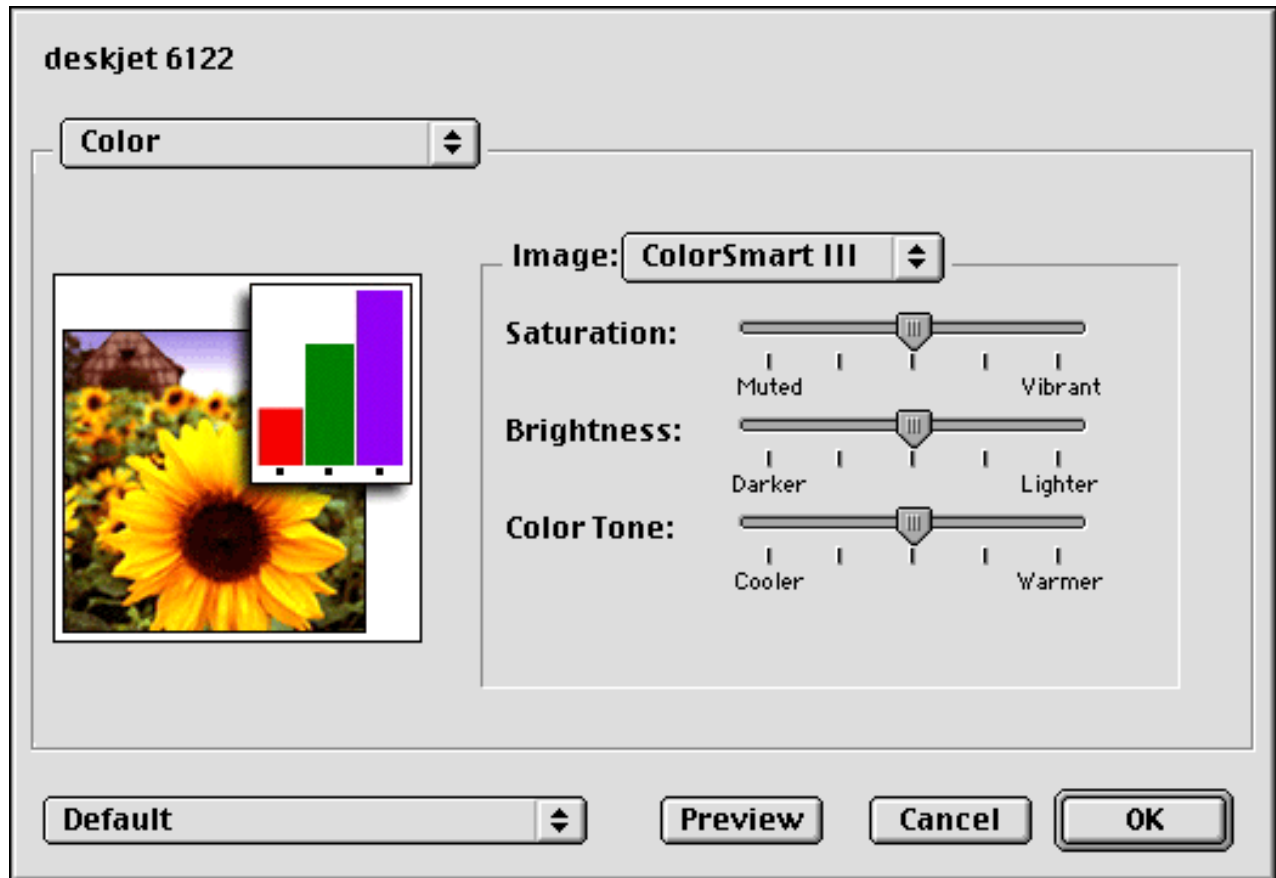 deskjet 6122
Color
Image: ColorSmart III
Saturation:
Muted Vibrant
Brightness:
Darker Lighter
Color Tone:
Cooler Warmer
Default Preview Cancel OK